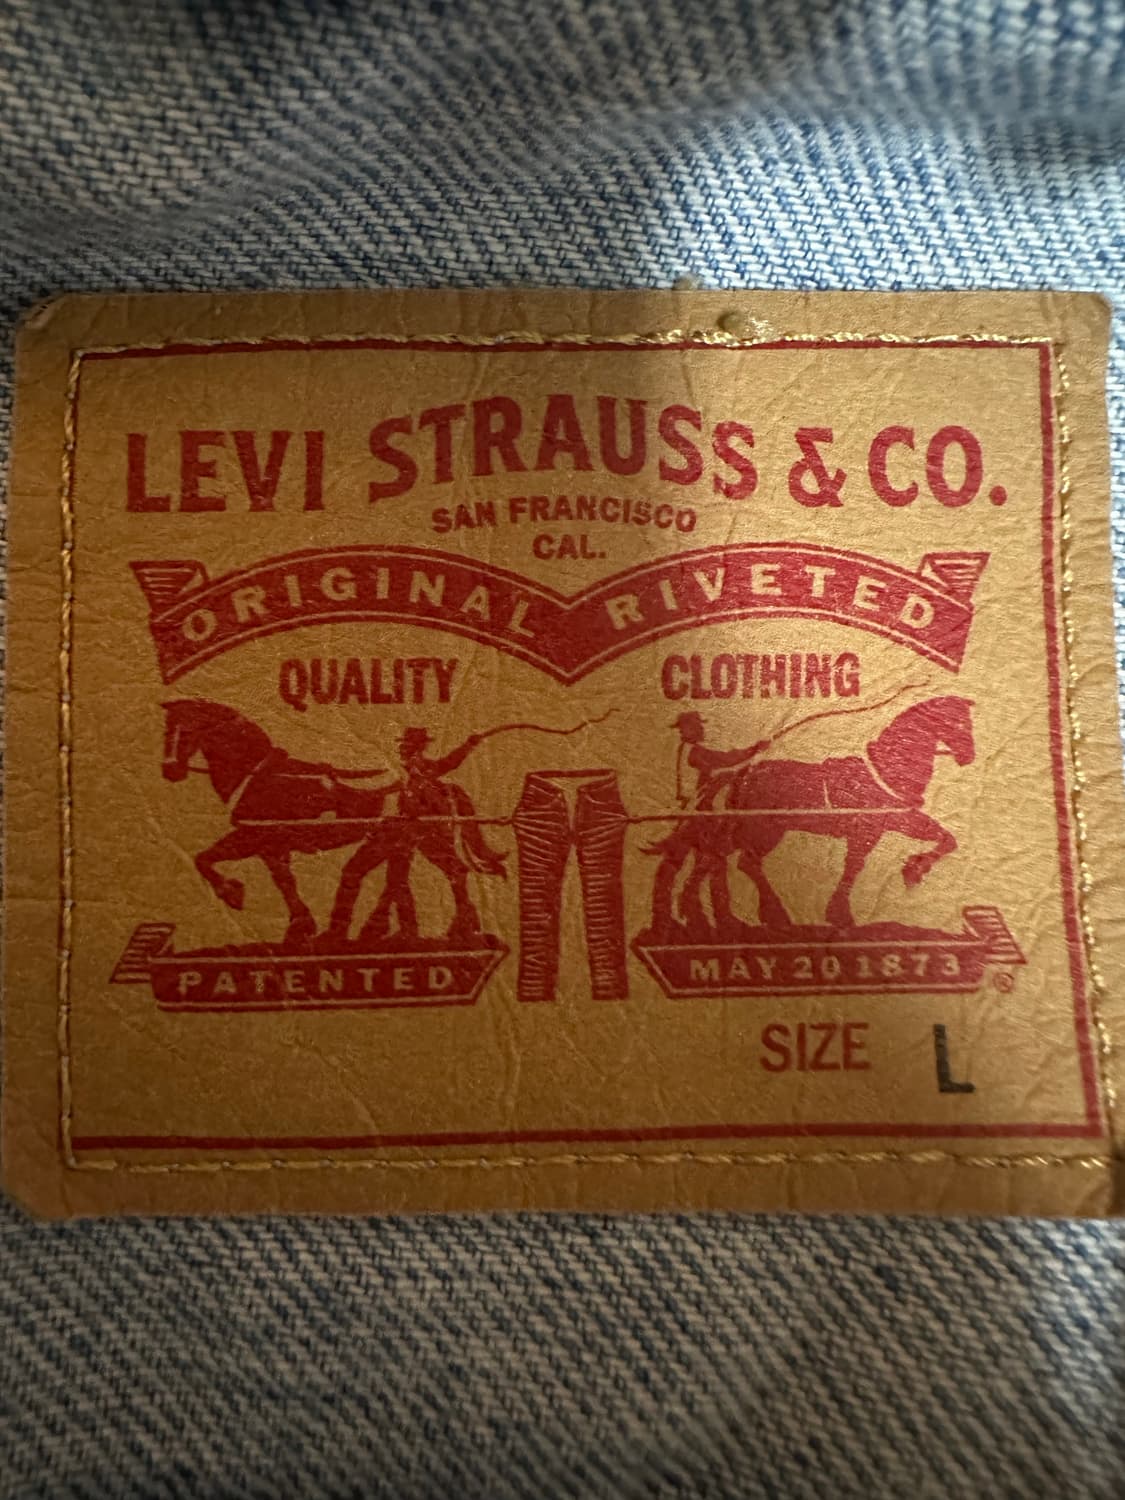 LEVI STRAUSS & CO.
SAN FRANCISCO
CAL.
ORIGINAL RIVETED
QUALITY CLOTHING
PATENTED MAY 20 1873 ®
SIZE L